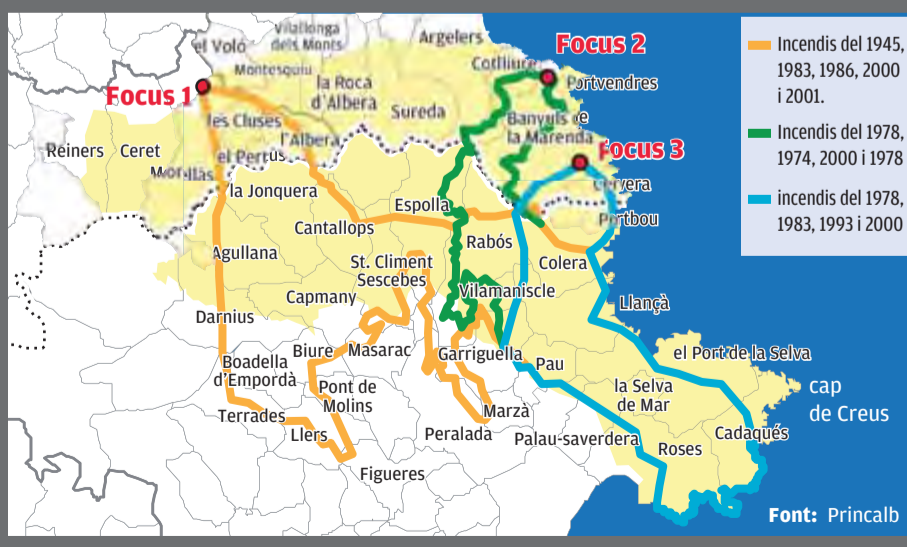 Vilallonga
dels Monts
el Voló
Argelers
Focus 2
Cotlliure
Portvendres
Montesquiu
la Roca
d'Albera
Focus 1
Sureda
Banyuls de
la Marenda
les Cluses
l'Albera
Focus 3
Reiners
Ceret
el Pertus
Morellàs
Cervera
la Jonquera
Espolla
Portbou
Cantallops
Rabós
Agullana
St. Climent
Sescebes
Colera
Vilamaniscle
Capmany
Llançà
Darnius
Biure
Masarac
Garriguella
Pau
el Port de la Selva
Boadella
d'Empordà
Pont de
Molins
la Selva
de Mar
cap
de Creus
Terrades
Marzà
Llers
Peralada
Palau-saverdera
Cadaqués
Roses
Figueres
Incendis del 1945,
1983, 1986, 2000
i 2001.
Incendis del 1978,
1974, 2000 i 1978
incendis del 1978,
1983, 1993 i 2000
Font: Princalb